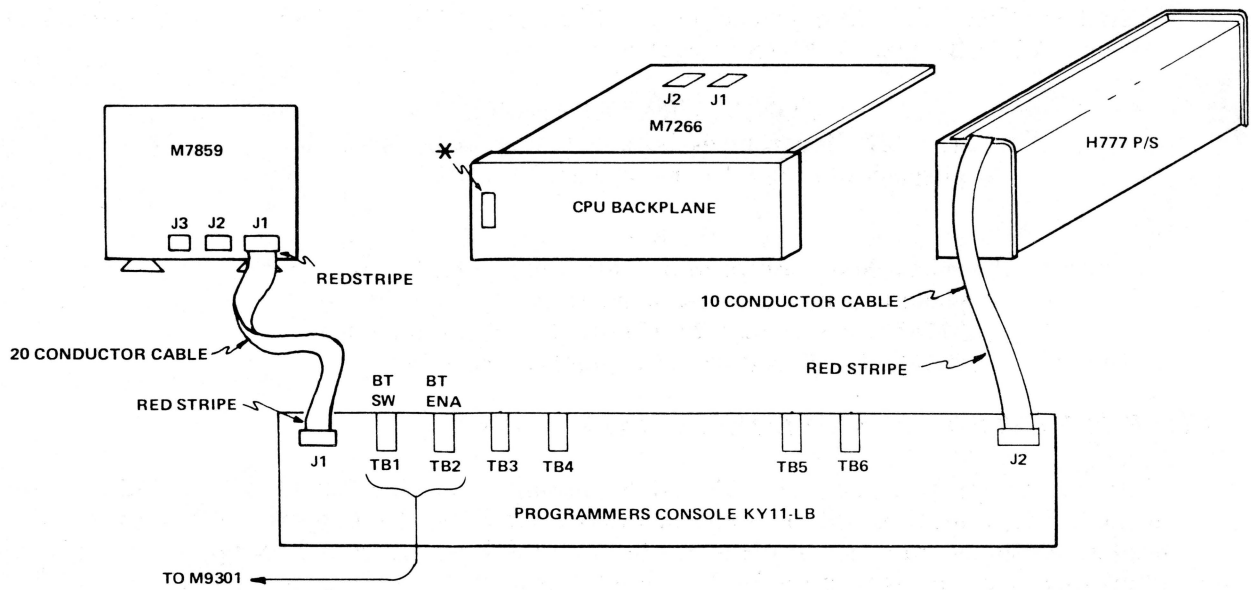 J2
J1
M7266
M7859
H777 P/S
*
CPU BACKPLANE
J3
J2
J1
REDSTRIPE
10 CONDUCTOR CABLE
20 CONDUCTOR CABLE
RED STRIPE
BT
SW
BT
ENA
RED STRIPE
J1
TB1
TB2
TB3
TB4
TB5
TB6
J2
PROGRAMMERS CONSOLE KY11-LB
TO M9301